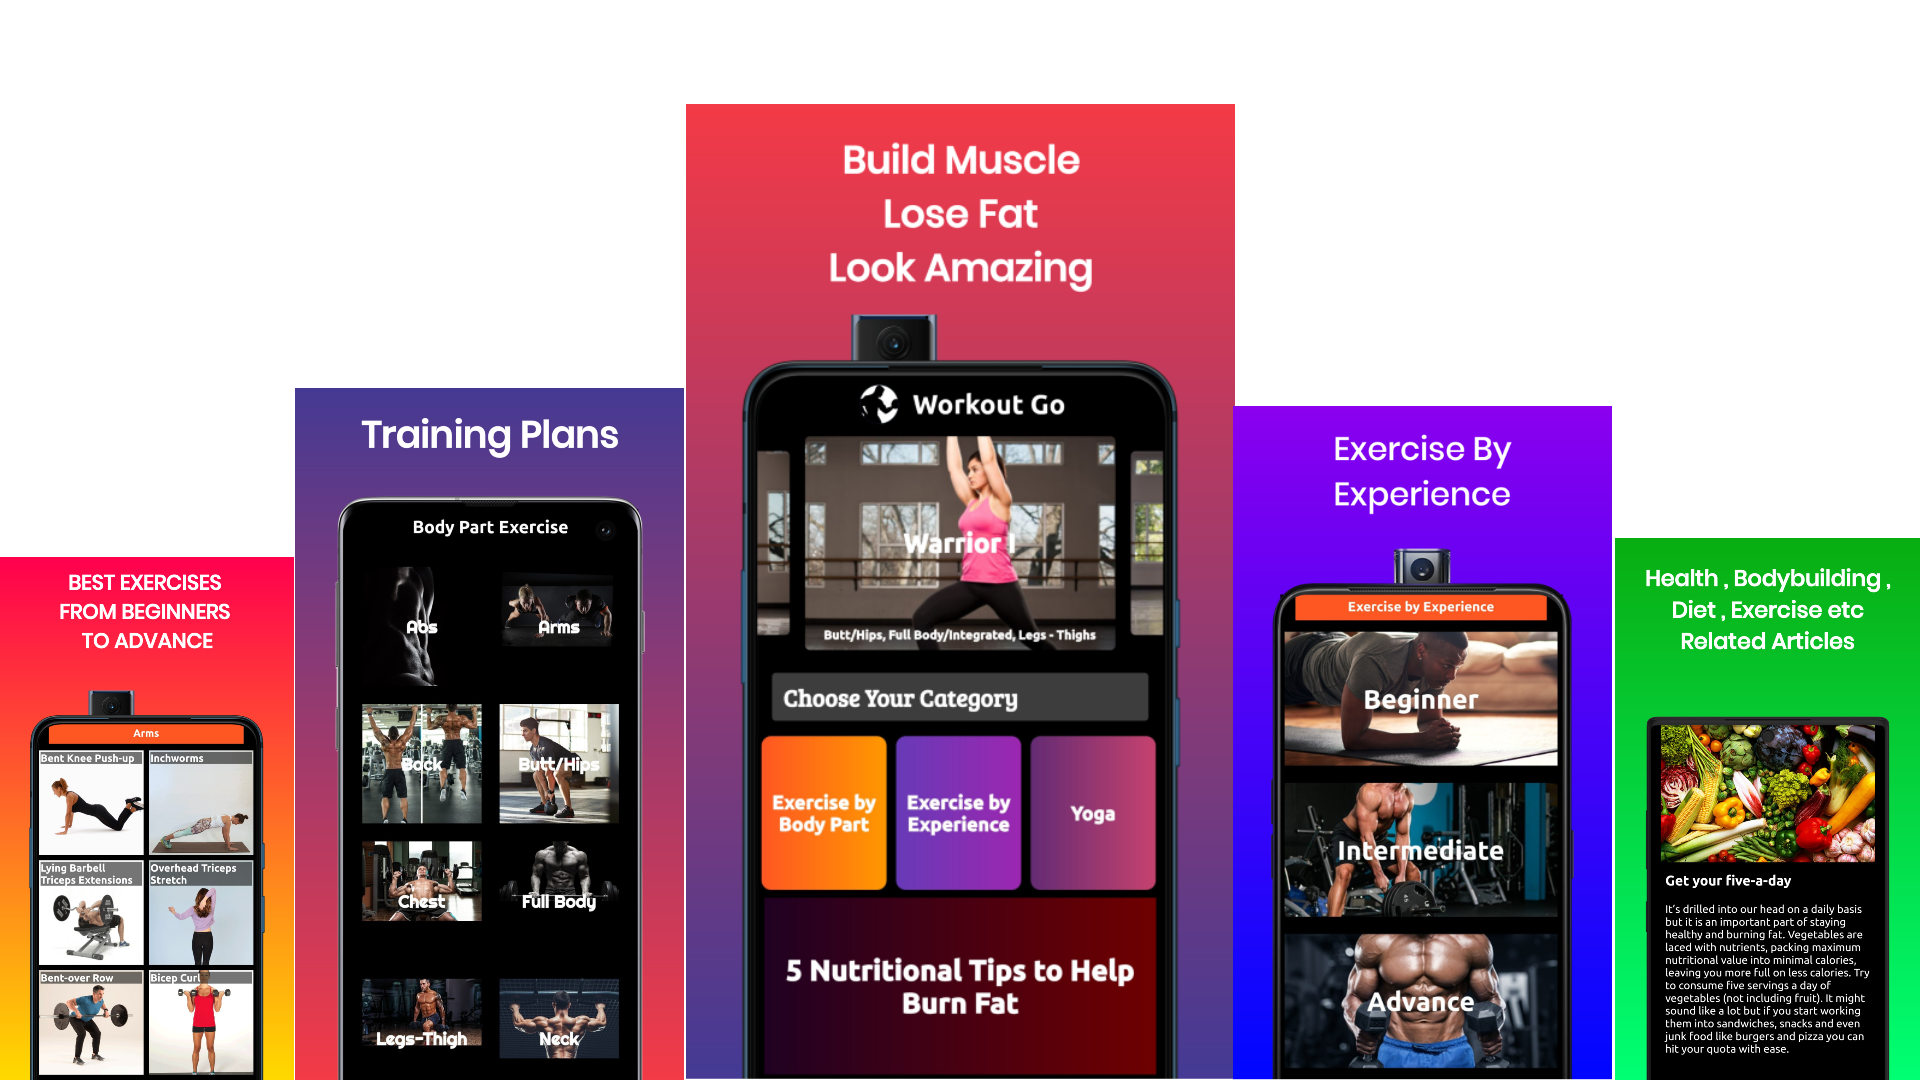 BEST EXERCISES
FROM BEGINNERS
TO ADVANCE
Arms
Bent Knee Push-up
Inchworms
Lying Barbell
Triceps Extensions
Overhead Triceps
Stretch
Bent-over Row
Bicep Curl
Training Plans
Body Part Exercise
Abs
Arms
Back
Butt/Hips
Chest
Full Body
Legs-Thigh
Neck
Build Muscle
Lose Fat
Look Amazing
Workout Go
Warrior I
Butt/Hips, Full Body/Integrated, Legs - Thighs
Choose Your Category
Exercise by
Body Part
Exercise by
Experience
Yoga
5 Nutritional Tips to Help
Burn Fat
Exercise By
Experience
Exercise by Experience
Beginner
Intermediate
Advance
Health , Bodybuilding ,
Diet , Exercise etc
Related Articles
Get your five-a-day
It's drilled into our head on a daily basis
but it is an important part of staying
healthy and burning fat. Vegetables are
laced with nutrients, packing maximum
nutritional value into minimal calories,
leaving you more full on less calories. Try
to consume five servings a day of
vegetables (not including fruit). It might
sound like a lot but if you start working
them into sandwiches, snacks and even
junk food like burgers and pizza you can
hit your quota with ease.